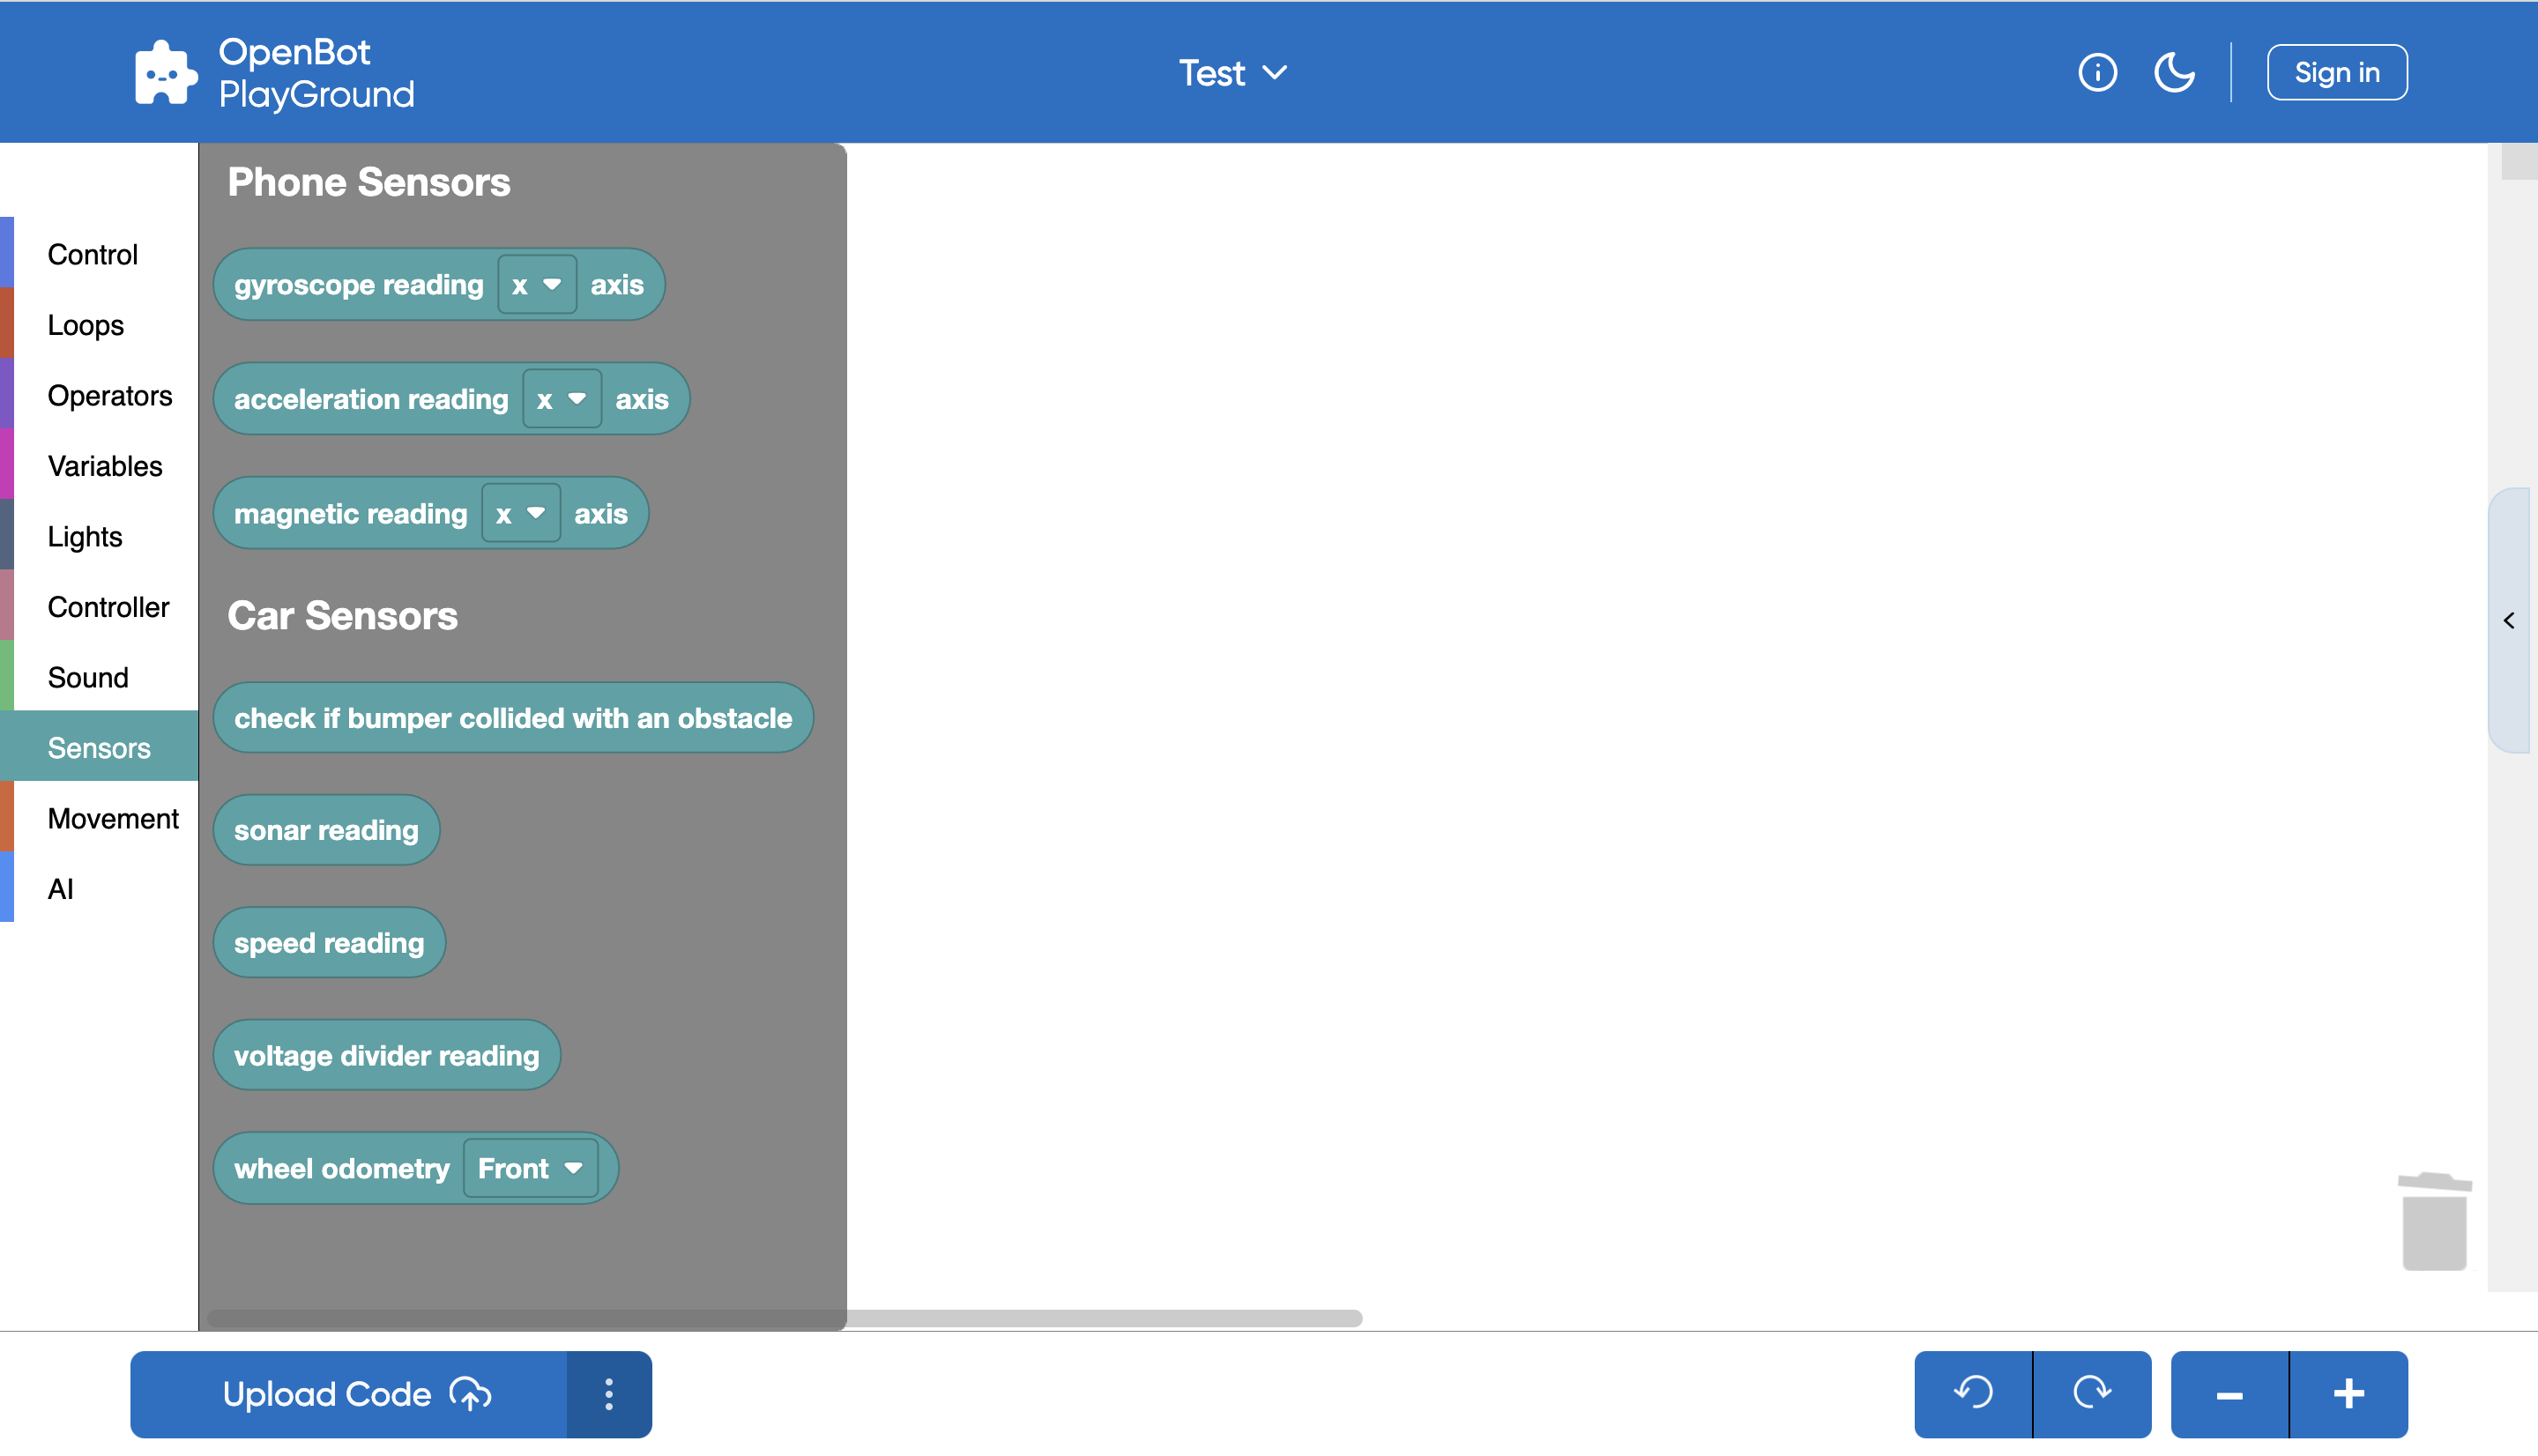 OpenBot
PlayGround
Test
Sign in
Control
Loops
Operators
Variables
Lights
Controller
Sound
Sensors
Movement
AI
Phone Sensors
gyroscope reading x axis
acceleration reading x axis
magnetic reading x axis
Car Sensors
check if bumper collided with an obstacle
sonar reading
speed reading
voltage divider reading
wheel odometry Front
Upload Code